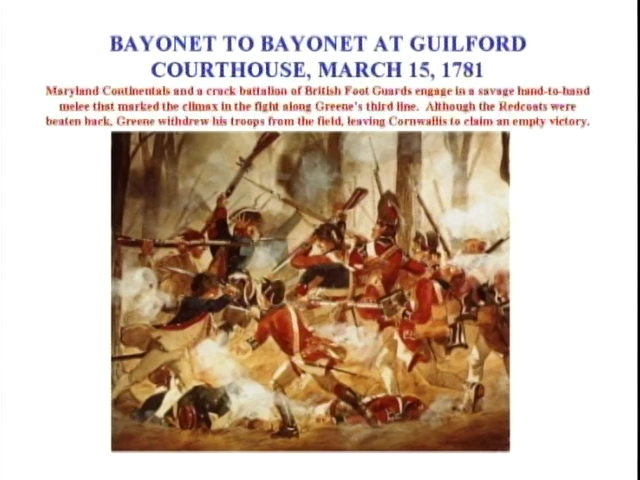 BAYONET TO BAYONET AT GUILFORD
COURTHOUSE, MARCH 15, 1781
Maryland Continentals and a crack battalion of British Foot Guards engage in a savage hand-to-hand
melee that marked the climax in the fight along Greene's third line. Although the Redcoats were
beaten back, Greene withdrew his troops from the field, leaving Cornwallis to claim an empty victory.